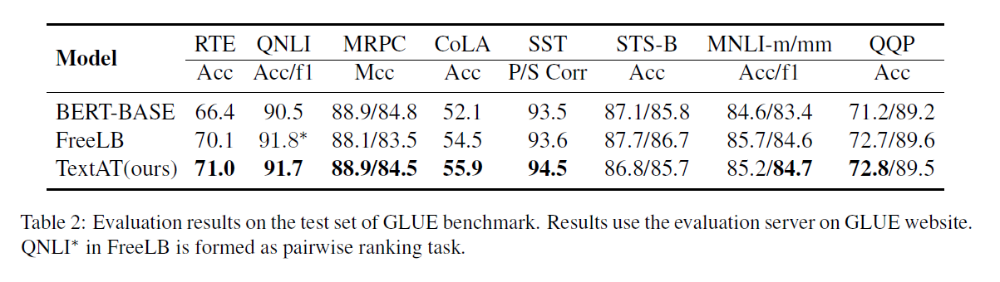 Model RTE QNLI MRPC CoLA SST STS-B MNLI-m/mm QQP
Acc Acc/f1 Mcc Acc P/S Corr Acc Acc/f1 Acc
BERT-BASE 66.4 90.5 88.9/84.8 52.1 93.5 87.1/85.8 84.6/83.4 71.2/89.2
FreeLB 70.1 91.8* 88.1/83.5 54.5 93.6 87.7/86.7 85.7/84.6 72.7/89.6
TextAT(ours) 71.0 91.7 88.9/84.5 55.9 94.5 86.8/85.7 85.2/84.7 72.8/89.5
Table 2: Evaluation results on the test set of GLUE benchmark. Results use the evaluation server on GLUE website.
QNLI* in FreeLB is formed as pairwise ranking task.